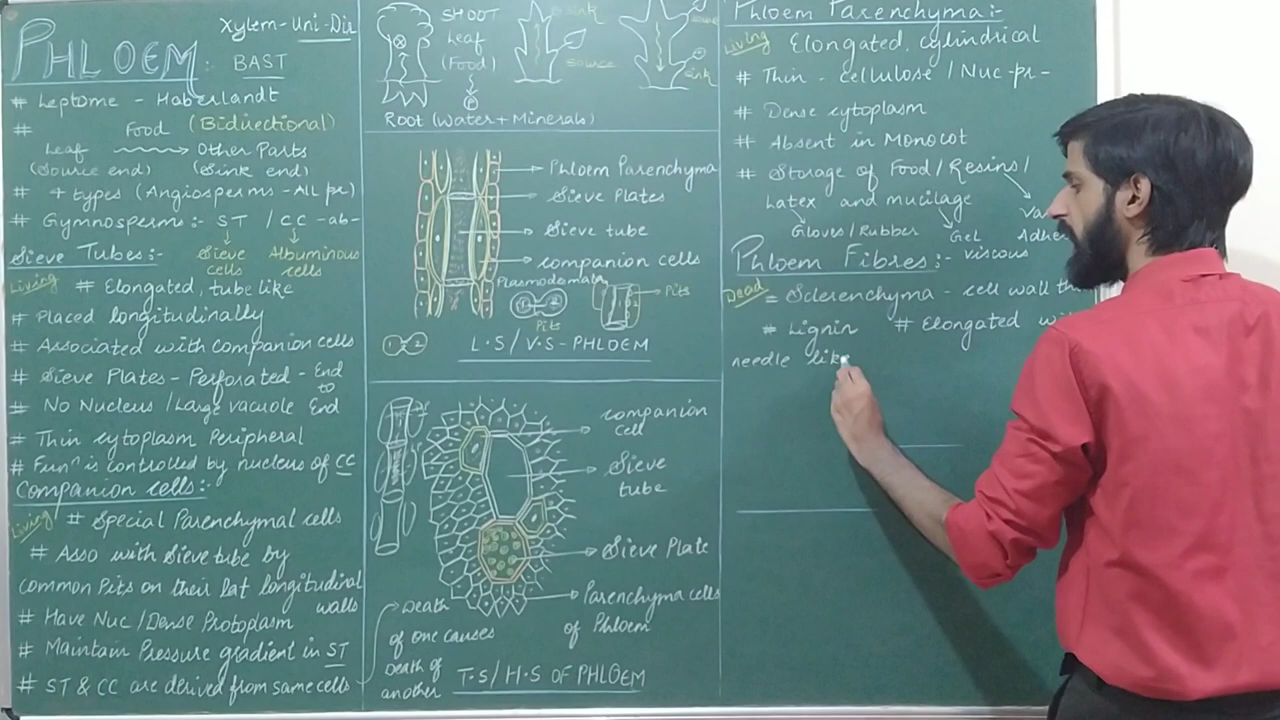 PHLOEM:
Xylem - Uni-Dir
BAST
# Leptome - Haberlandt
# Food (Bidirectional)
Leaf → Other Parts
(Source end) (Sink end)
# 4 types (Angiosperms - All pr)
# Gymnosperms:- ST / CC -ab-
Sieve cells
Albuminous cells
Sieve Tubes:-
Living # Elongated, tube like
# Placed longitudinally
# Associated with companion cells
# Sieve Plates - Perforated - End to End
# No Nucleus / Large vacuole
# Thin cytoplasm Peripheral
# Funⁿ is controlled by nucleus of CC
Companion cells:-
Living # Special Parenchymal cells
# Asso with Sieve tube by
common Pits on their Lat longitudinal
walls
# Have Nuc / Dense Protoplasm
# Maintain Pressure gradient in ST
# ST & CC are derived from same cells
SHOOT
Leaf
(Food)
Root (Water + Minerals)
sink
source
sink
Phloem Parenchyma
Sieve Plates
Sieve tube
companion cells
Plasmodomata
Pits
Pits
1 2
L.S / V.S - PHLOEM
companion
cell
Sieve
tube
Sieve Plate
Parenchyma cells
of Phloem
Death
of one causes
Death of
another
T.S / H.S OF PHLOEM
Phloem Parenchyma:-
Living Elongated, cylindrical
# Thin - cellulose / Nuc - pr -
# Dense cytoplasm
# Absent in Monocot
# Storage of Food / Resins /
Latex and mucilage
Gloves / Rubber
Gel
viscous
Phloem Fibres:-
Dead = Sclerenchyma - cell wall
# Lignin # Elongated
needle like